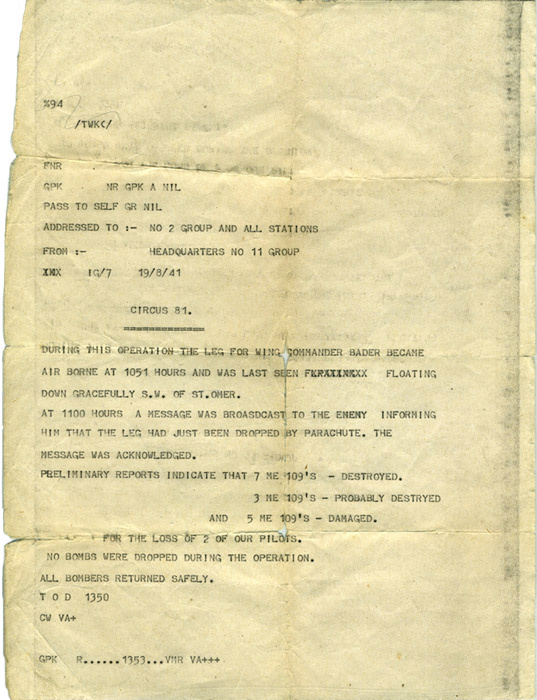 %94
/TWKC/
FNR
GPK NR GPK A NIL
PASS TO SELF GR NIL
ADDRESSED TO :- NO 2 GROUP AND ALL STATIONS
FROM :- HEADQUARTERS NO 11 GROUP
IG/7 19/8/41
CIRCUS 81.
DURING THIS OPERATION THE LEG FOR WING COMMANDER BADER BECAME
AIR BORNE AT 1051 HOURS AND WAS LAST SEEN FLOATING
DOWN GRACEFULLY S.W. OF ST.OMER.
AT 1100 HOURS A MESSAGE WAS BROASDCAST TO THE ENEMY INFORMING
HIM THAT THE LEG HAD JUST BEEN DROPPED BY PARACHUTE. THE
MESSAGE WAS ACKNOWLEDGED.
PRELIMINARY REPORTS INDICATE THAT 7 ME 109'S - DESTROYED.
3 ME 109'S - PROBABLY DESTRYED
AND 5 ME 109'S - DAMAGED.
FOR THE LOSS OF 2 OF OUR PILOTS.
NO BOMBS WERE DROPPED DURING THE OPERATION.
ALL BOMBERS RETURNED SAFELY.
T O D 1350
CW VA+
GPK R......1353...VMR VA+++